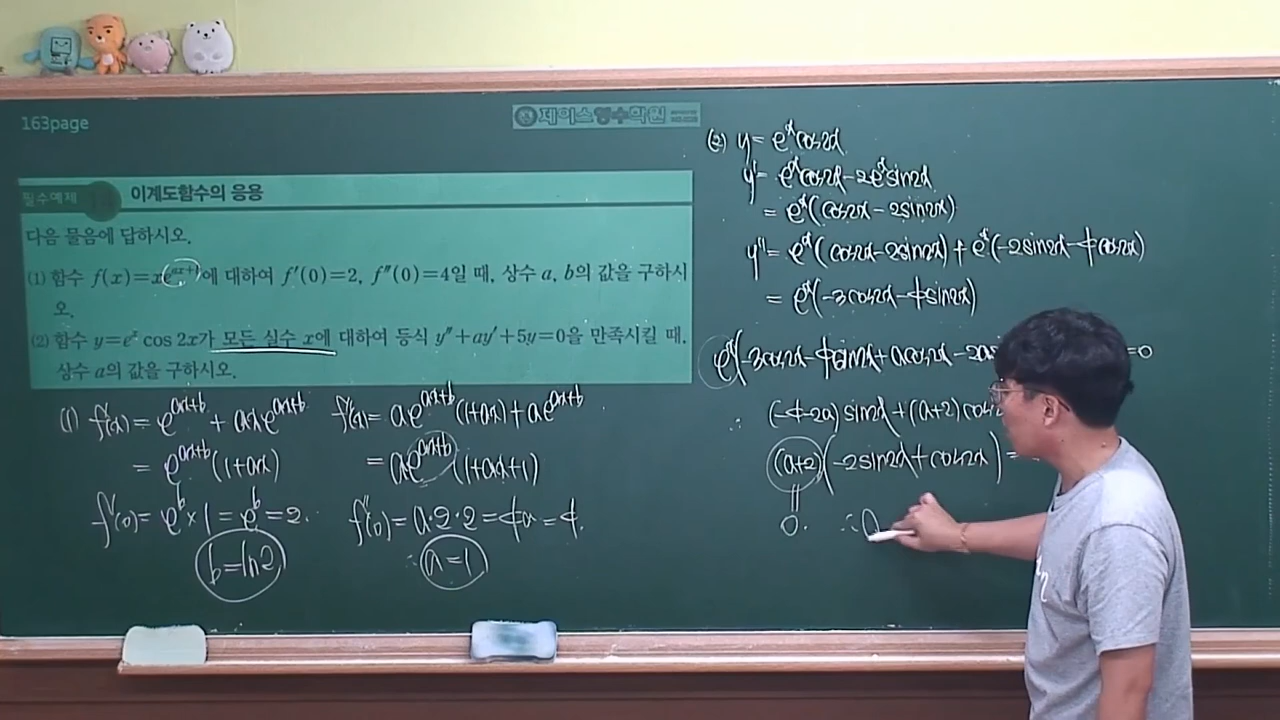 163page
제이스영수학원
필수예제
이계도함수의 응용
다음 물음에 답하시오.
(1) 함수 f(x)=xe^{ax+b}에 대하여 f′(0)=2, f″(0)=4일 때, 상수 a, b의 값을 구하시
오.
(2) 함수 y=e^x cos 2x가 모든 실수 x에 대하여 등식 y″+ay′+5y=0을 만족시킬 때,
상수 a의 값을 구하시오.
(1) f′(x)= e^{ax+b} + axe^{ax+b}
= e^{ax+b}(1+ax)
f′(0)= e^b×1=e^b=2.
b=ln2
f″(x)= ae^{ax+b}(1+ax)+ae^{ax+b}
= ae^{ax+b}(1+ax+1)
f″(0)=a·2·2=4a=4.
∴ a=1
(2) y=e^x cos2x
y′= e^x cos2x-2e^x sin2x
= e^x(cos2x-2sin2x)
y″= e^x(cos2x-2sin2x)+e^x(-2sin2x-4cos2x)
= e^x(-3cos2x-4sin2x)
e^x(-3cos2x-4sin2x+acos2x-2asi =0
∴ (-4-2a)sin2x+(a+2)cos
(a+2)(-2sin2x+cos2x)=
||
0. ∴ a